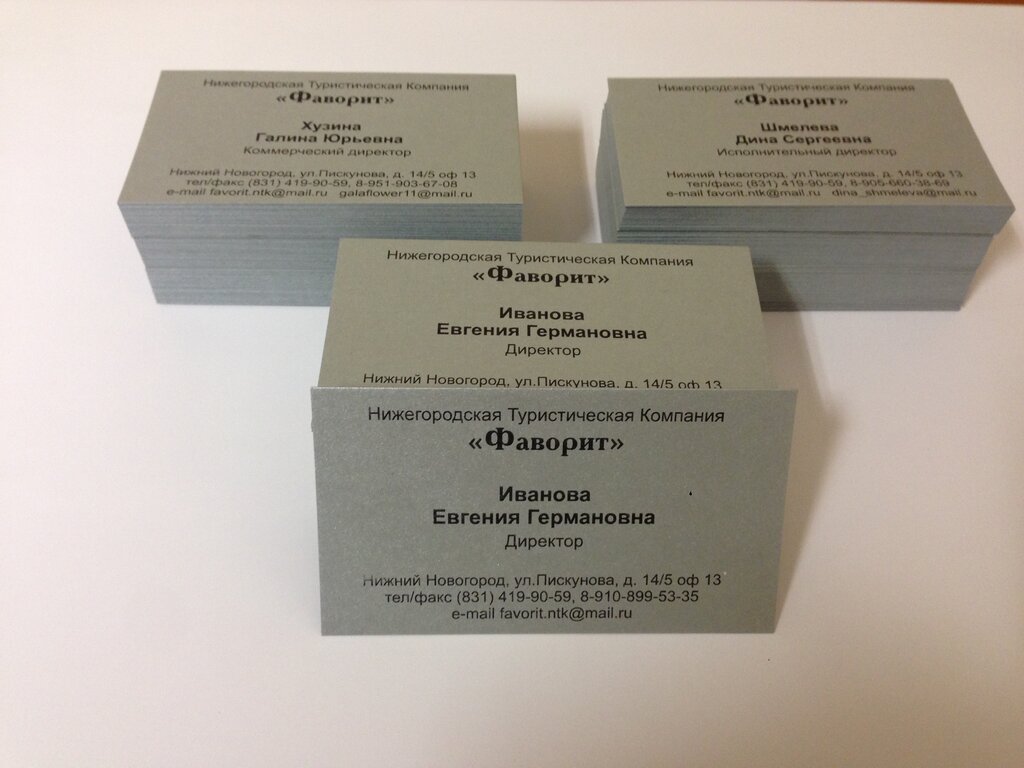 Нижегородская Туристическая Компания
«Фаворит»
Хузина
Галина Юрьевна
Коммерческий директор
Нижний Новгород, ул.Пискунова, д. 14/5 оф 13
тел/факс (831) 419-90-59, 8-951-903-67-08
e-mail favorit.ntk@mail.ru galaflower11@mail.ru
Нижегородская Туристическая Компания
«Фаворит»
Шмелева
Дина Сергеевна
Исполнительный директор
Нижний Новгород, ул.Пискунова, д. 14/5 оф 13
тел/факс (831) 419-90-59, 8-905-660-38-69
e-mail favorit.ntk@mail.ru dina_shmeleva@mail.ru
Нижегородская Туристическая Компания
«Фаворит»
Иванова
Евгения Германовна
Директор
Нижний Новгород, ул.Пискунова, д. 14/5 оф 13
Нижегородская Туристическая Компания
«Фаворит»
Иванова
Евгения Германовна
Директор
Нижний Новгород, ул.Пискунова, д. 14/5 оф 13
тел/факс (831) 419-90-59, 8-910-899-53-35
e-mail favorit.ntk@mail.ru